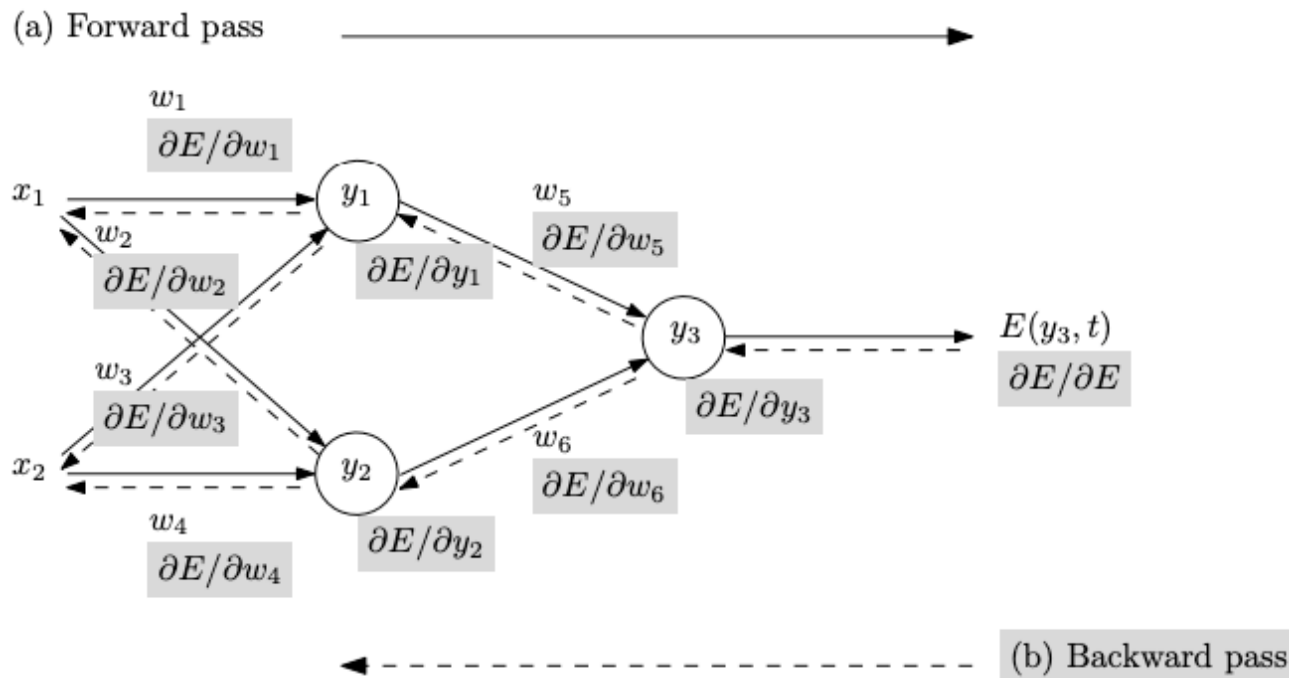 (a) Forward pass
w₁
∂E/∂w₁
x₁
y₁
w₅
∂E/∂w₅
w₂
∂E/∂w₂
∂E/∂y₁
y₃
E(y₃, t)
∂E/∂E
w₃
∂E/∂w₃
∂E/∂y₃
x₂
y₂
w₆
∂E/∂w₆
w₄
∂E/∂w₄
∂E/∂y₂
(b) Backward pass